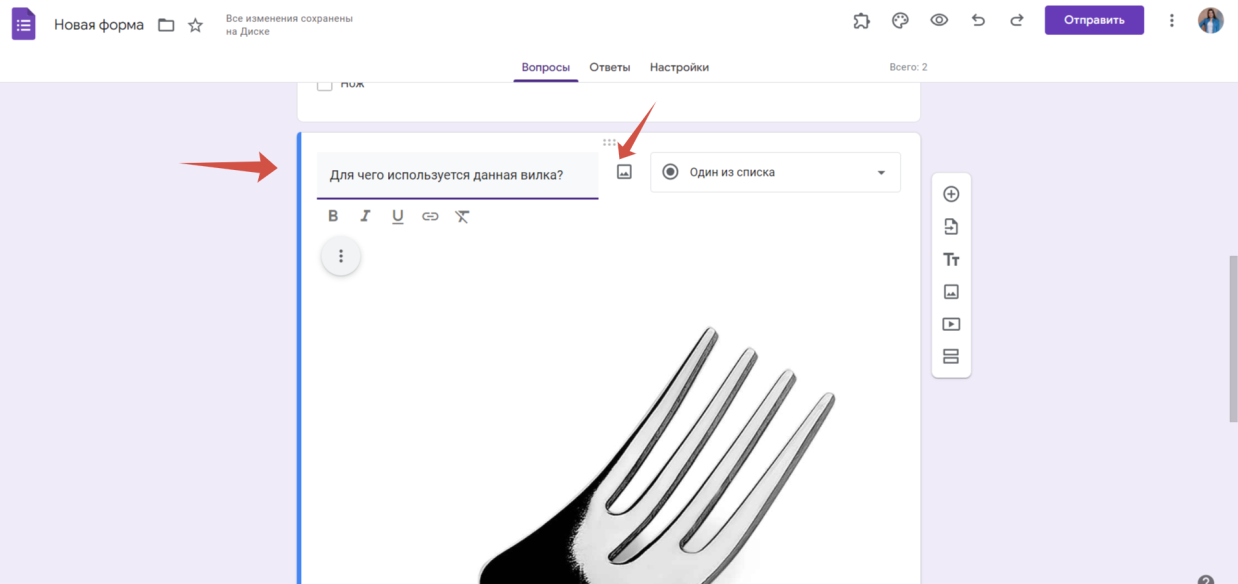 Новая форма
Все изменения сохранены
на Диске
Отправить
Вопросы
Ответы
Настройки
Всего: 2
Нож
Для чего используется данная вилка?
Один из списка
B I U
Tт